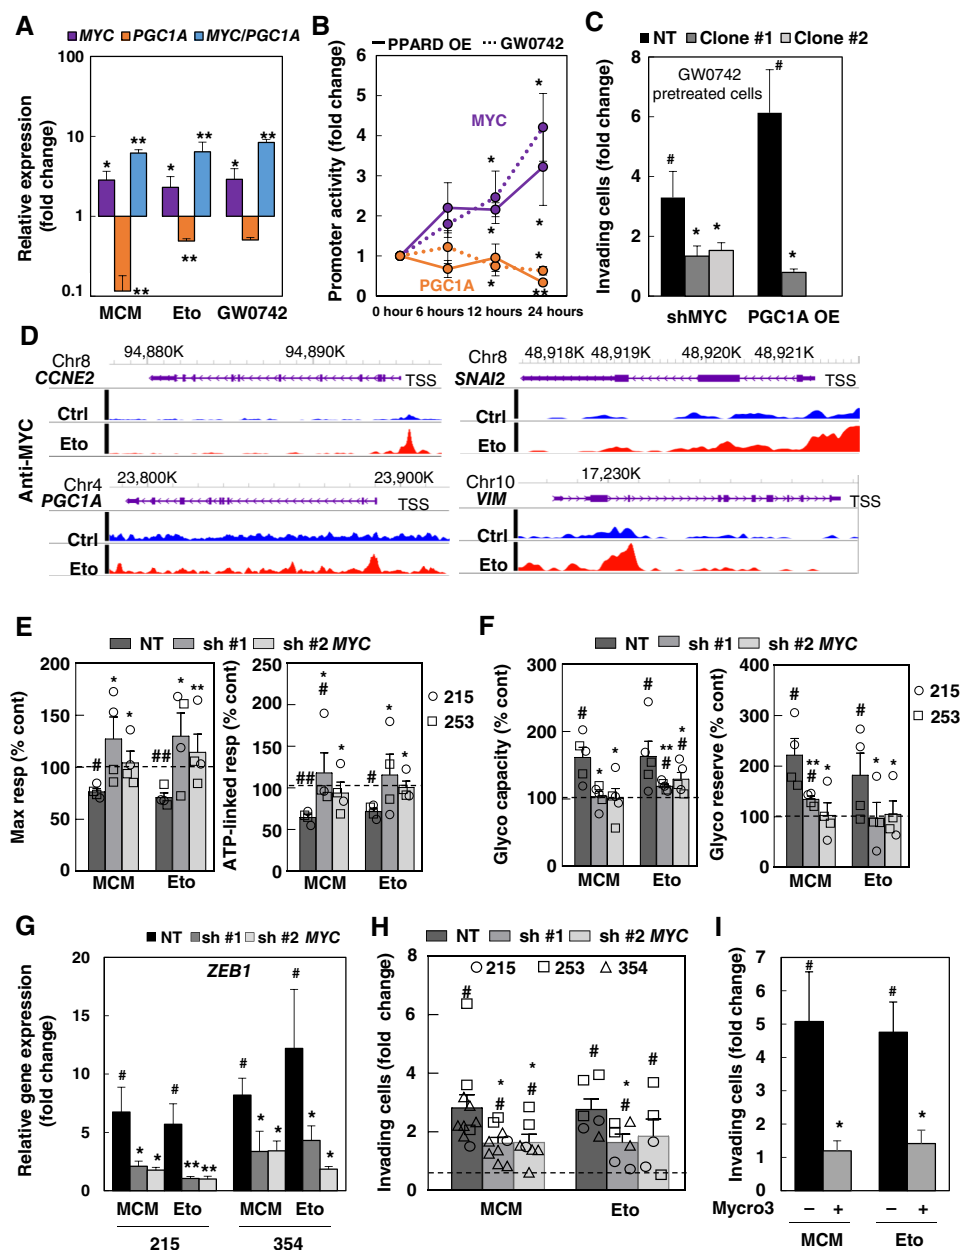 A
MYC PGC1A MYC/PGC1A
Relative expression
(fold change)
100
10
1
0.1
* ** * ** * **
** **
MCM Eto GW0742
B
PPARD OE GW0742
Promoter activity (fold change)
6
5
4
3
2
1
0
MYC
PGC1A
* * * * * **
0 hour 6 hours 12 hours 24 hours
C
NT Clone #1 Clone #2
Invading cells (fold change)
8
6
4
2
0
GW0742
pretreated cells
# * * # *
shMYC PGC1A OE
D
Anti-MYC
94,880K 94,890K
Chr8
CCNE2
TSS
Ctrl
Eto
23,800K 23,900K
Chr4
PGC1A
TSS
Ctrl
Eto
Chr8
48,918K 48,919K 48,920K 48,921K
SNAI2
TSS
Ctrl
Eto
17,230K
Chr10
VIM
TSS
Ctrl
Eto
E
NT sh #1 sh #2 MYC
Max resp (% cont)
200
150
100
50
0
# * * ## * **
MCM Eto
ATP-linked resp (% cont)
250
200
150
100
50
0
## * # * # * *
MCM Eto
215
253
F
NT sh #1 sh #2 MYC
Glyco capacity (% cont)
300
200
100
0
# * * # ** # * #
MCM Eto
Glyco reserve (% cont)
400
300
200
100
0
# ** # * # * *
MCM Eto
215
253
G
NT sh #1 sh #2 MYC
Relative gene expression
(fold change)
20
15
10
5
0
ZEB1
# * * # ** ** # * * # * *
MCM Eto MCM Eto
215 354
H
NT sh #1 sh #2 MYC
215 253 354
Invading cells (fold change)
8
6
4
2
0
# * # * # # * # #
MCM Eto
I
Invading cells (fold change)
7
6
5
4
3
2
1
0
# * # *
Mycro3 − + − +
MCM Eto